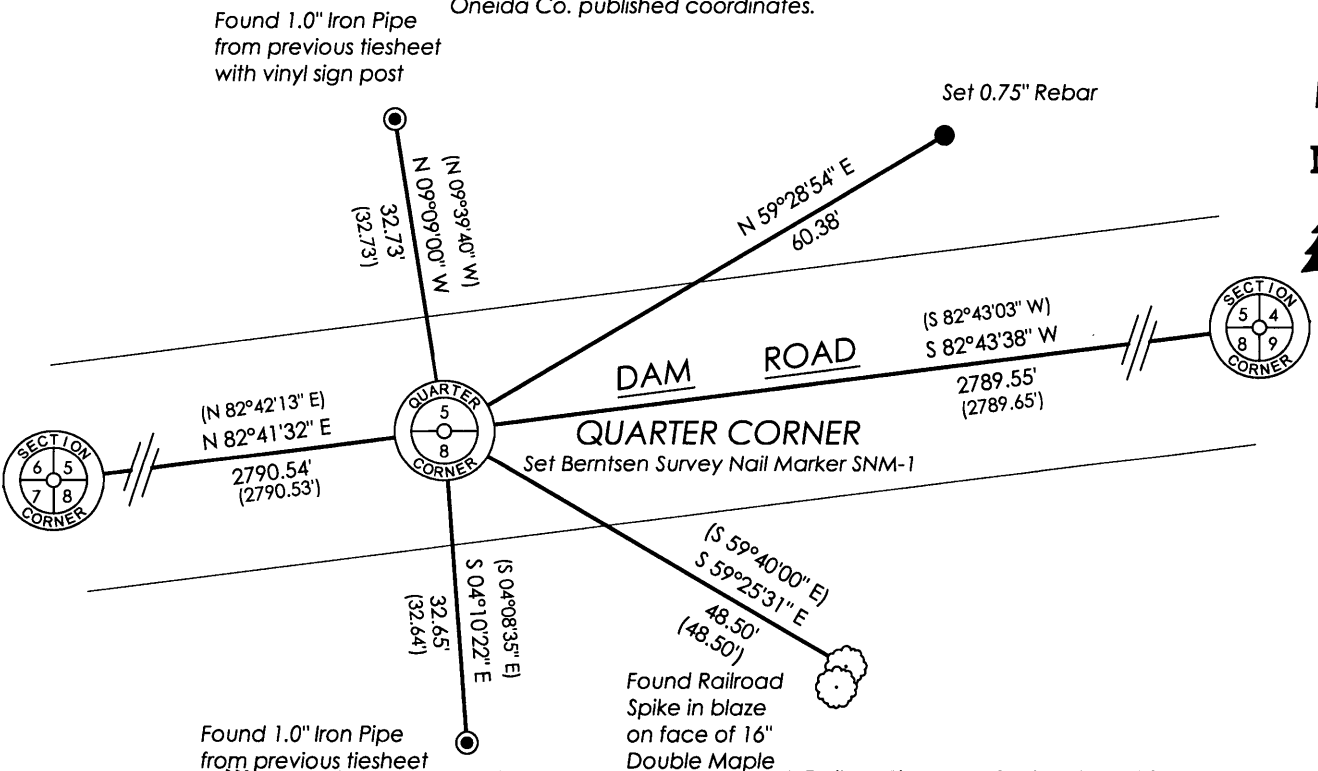 Oneida Co. published coordinates.
Found 1.0" Iron Pipe
from previous tiesheet
with vinyl sign post
Set 0.75" Rebar
(N 09°39'40" W)
N 09°09'00" W
32.73'
(32.73')
N 59°28'54" E
60.38'
SECTION
5 4
8 9
CORNER
(S 82°43'03" W)
S 82°43'38" W
2789.55'
(2789.65')
DAM ROAD
QUARTER
5
8
CORNER
QUARTER CORNER
Set Berntsen Survey Nail Marker SNM-1
(N 82°42'13" E)
N 82°41'32" E
2790.54'
(2790.53')
SECTION
6 5
7 8
CORNER
(S 04°08'35" E)
S 04°10'22" E
32.65'
(32.64')
(S 59°40'00" E)
S 59°25'31" E
48.50'
(48.50')
Found Railroad
Spike in blaze
on face of 16"
Double Maple
Found 1.0" Iron Pipe
from previous tiesheet